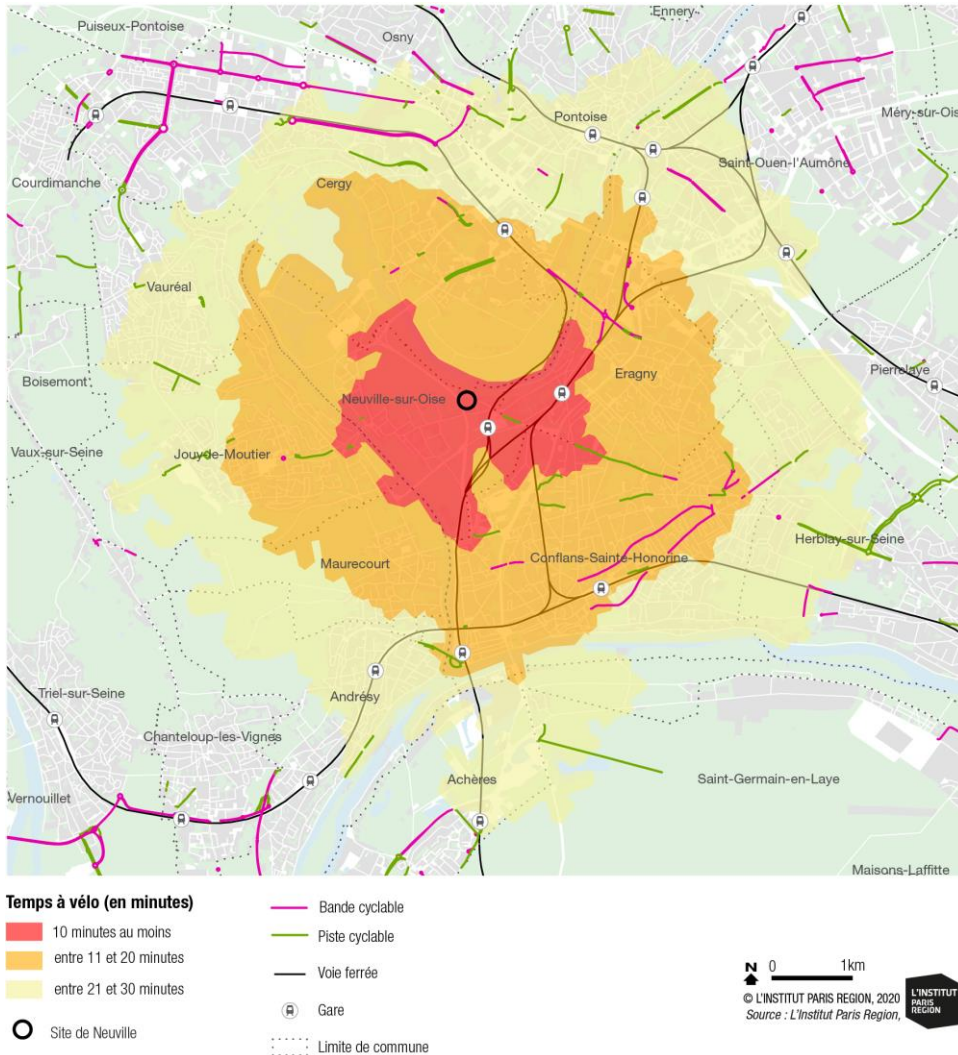 Ennery
Puiseux-Pontoise
Osny
Pontoise
Méry-sur-Ois
Saint-Ouen-l'Aumône
Courdimanche
Cergy
Vauréal
Boisemont
Eragny
Pierrelaye
Neuville-sur-Oise
Vaux-sur-Seine
Jouy-de-Moutier
Herblay-sur-Seine
Maurecourt
Conflans-Sainte-Honorine
Triel-sur-Seine
Andrésy
Chanteloup-les-Vignes
Achères
Saint-Germain-en-Laye
Vernouillet
Maisons-Laffitte
Temps à vélo (en minutes)
10 minutes au moins
entre 11 et 20 minutes
entre 21 et 30 minutes
Site de Neuville
Bande cyclable
Piste cyclable
Voie ferrée
Gare
Limite de commune
N 0 1km
© L'INSTITUT PARIS REGION, 2020
Source : L'Institut Paris Region,
L'INSTITUT
PARIS
REGION